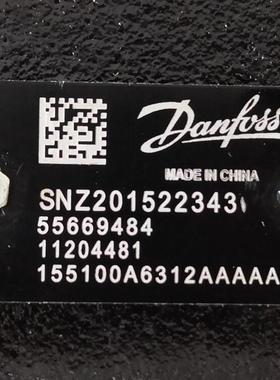 Danfoss
MADE IN CHINA
SNZ201522343
55669484
11204481
155100A6312AAAAA